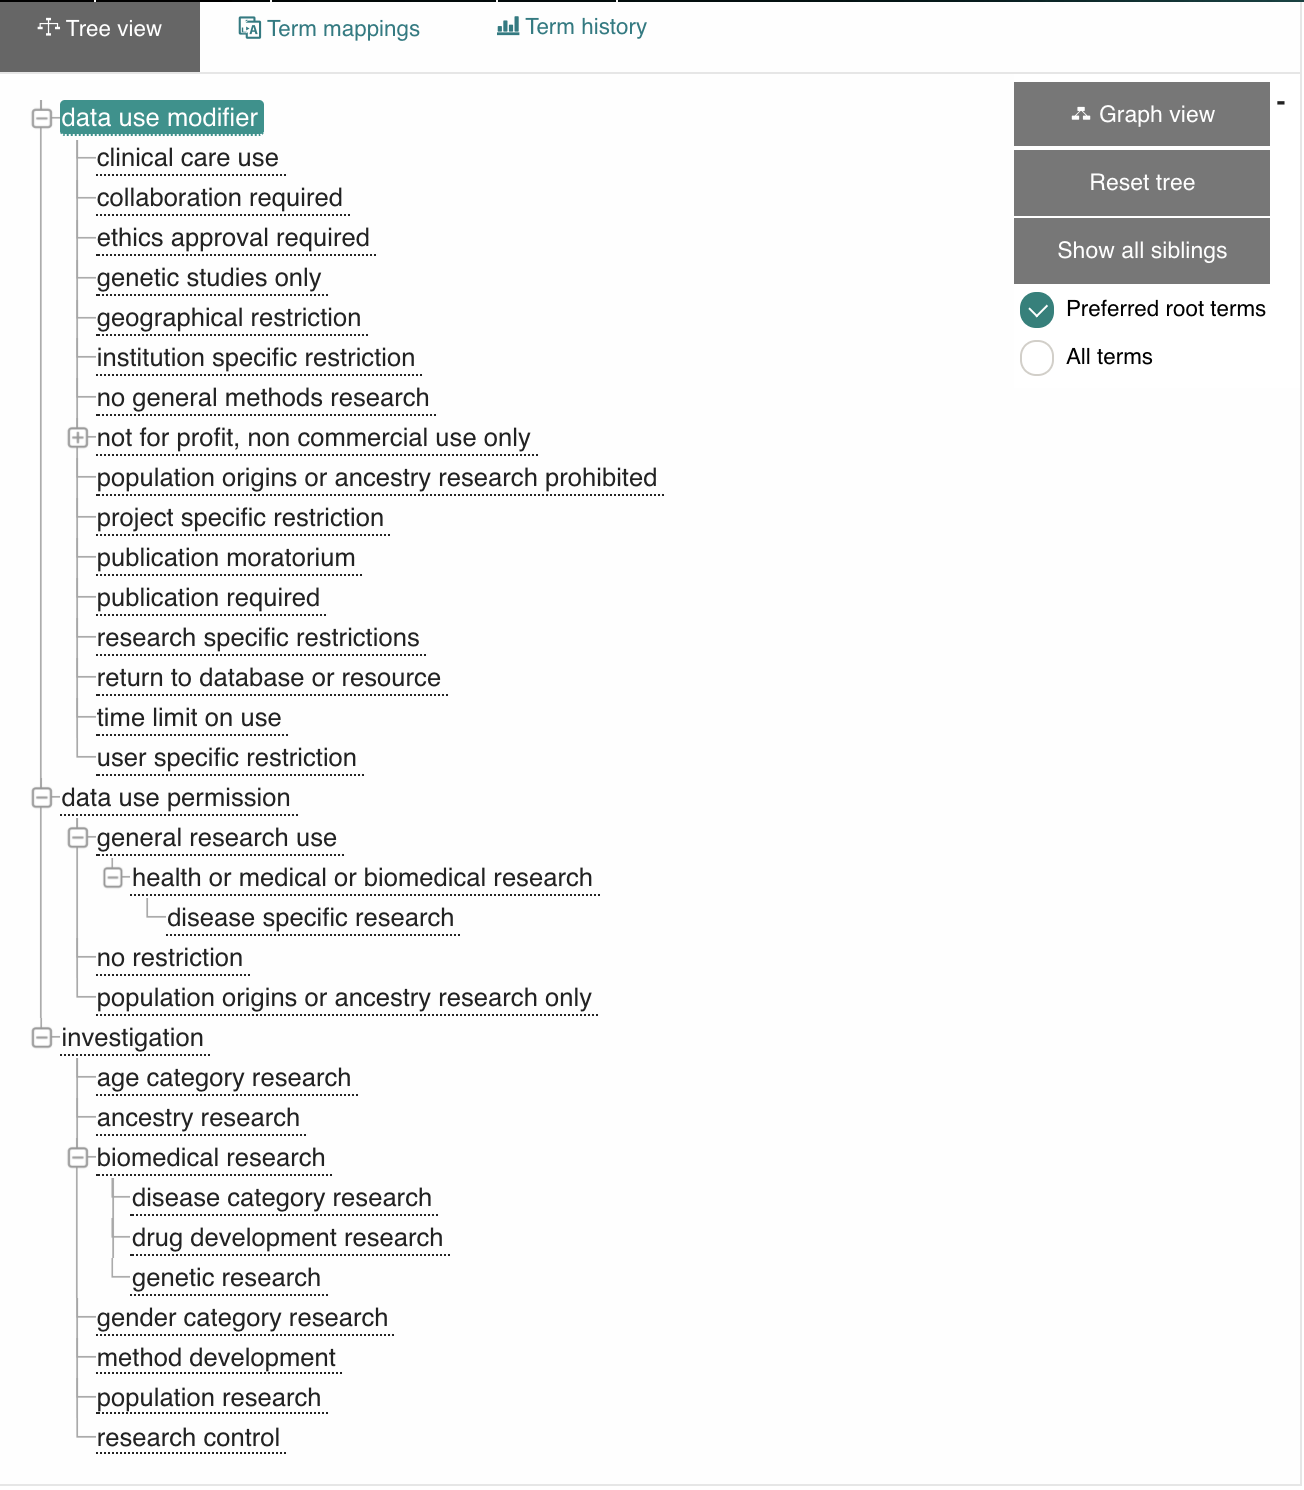 Tree view Term mappings Term history
data use modifier
clinical care use
collaboration required
ethics approval required
genetic studies only
geographical restriction
institution specific restriction
no general methods research
not for profit, non commercial use only
population origins or ancestry research prohibited
project specific restriction
publication moratorium
publication required
research specific restrictions
return to database or resource
time limit on use
user specific restriction
data use permission
general research use
health or medical or biomedical research
disease specific research
no restriction
population origins or ancestry research only
investigation
age category research
ancestry research
biomedical research
disease category research
drug development research
genetic research
gender category research
method development
population research
research control
Graph view
-
Reset tree
Show all siblings
Preferred root terms
All terms